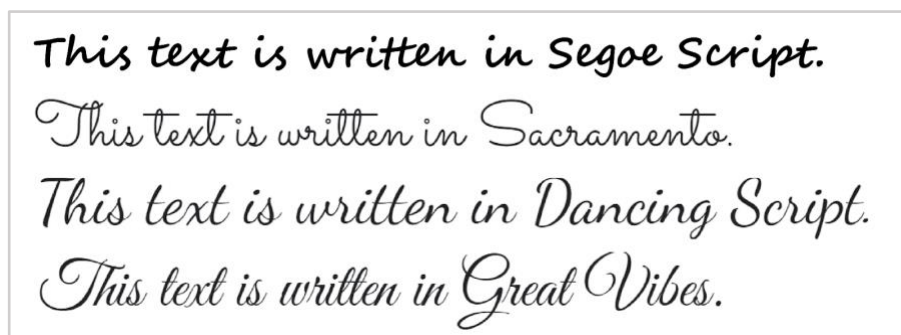 This text is written in Segoe Script.
This text is written in Sacramento.
This text is written in Dancing Script.
This text is written in Great Vibes.